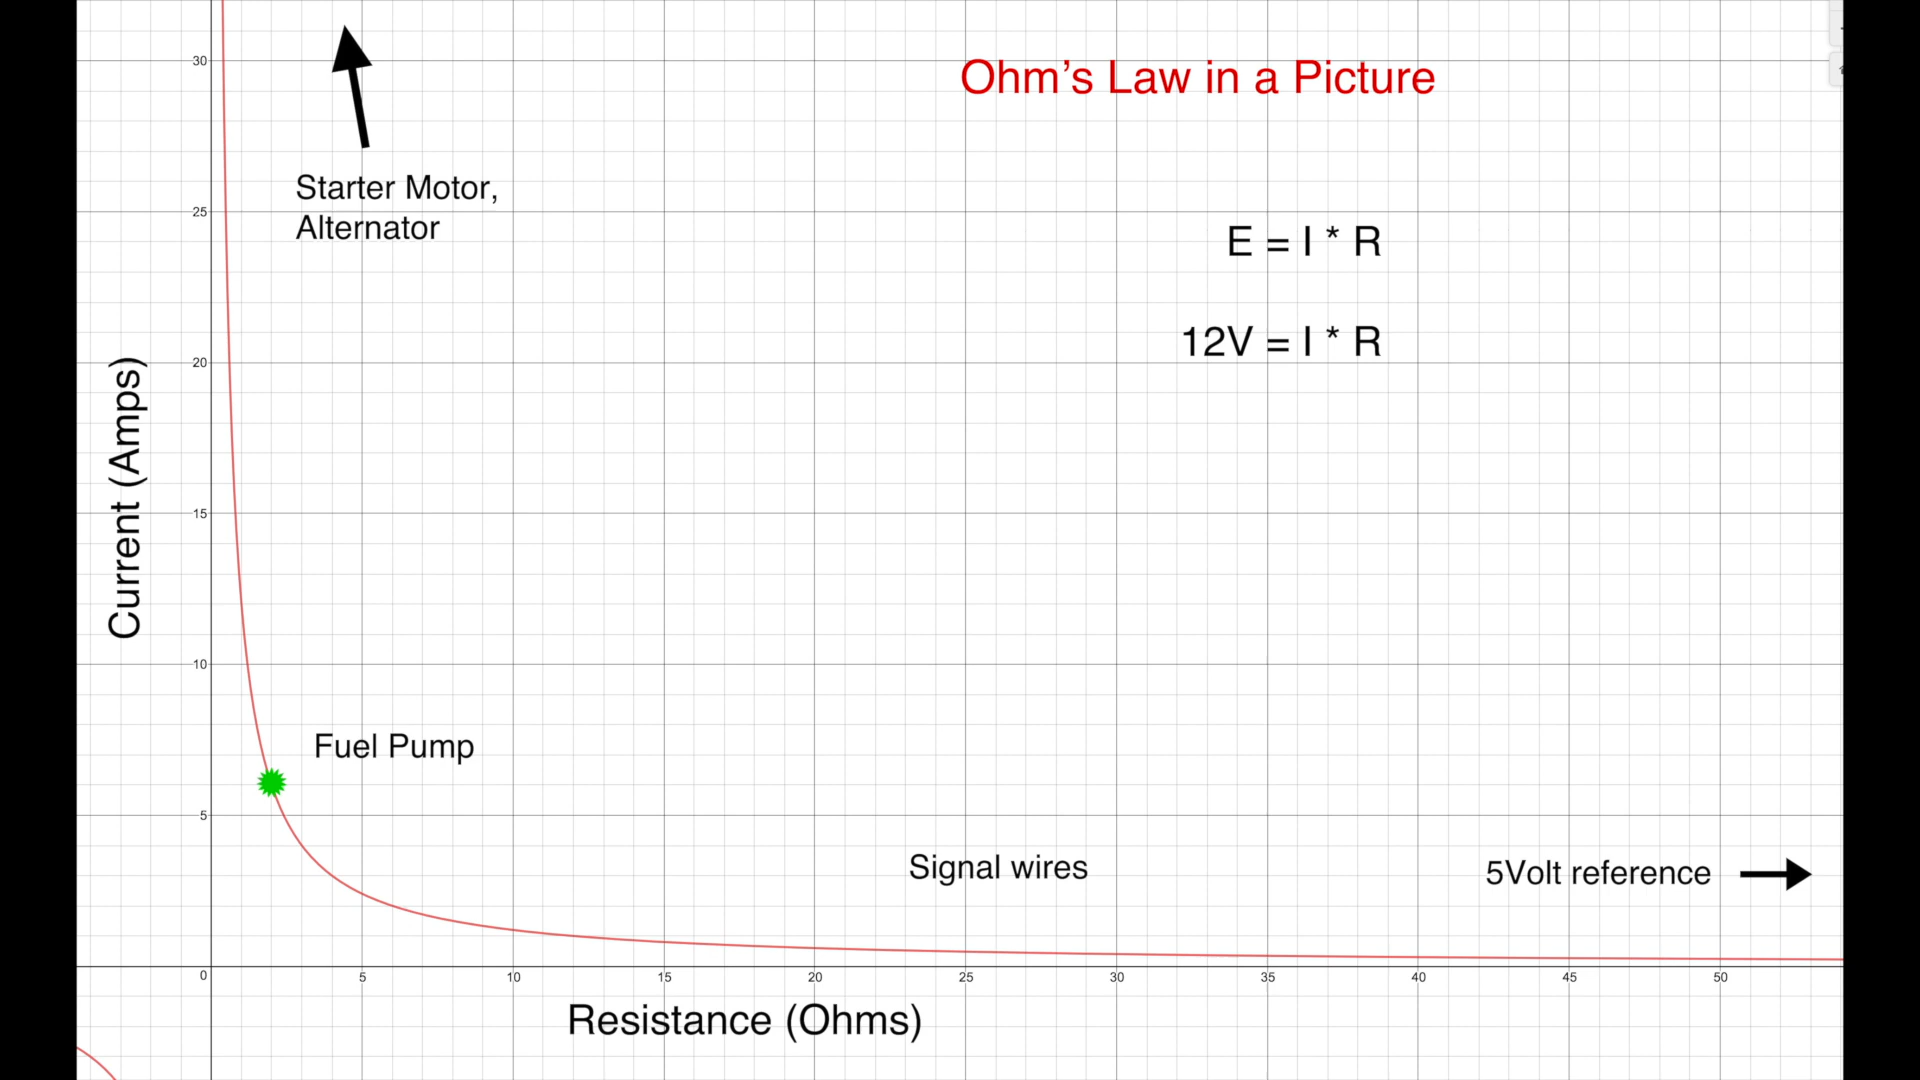 Ohm's Law in a Picture
30
Starter Motor,
Alternator
25
E = I * R
12V = I * R
20
Current (Amps)
15
10
Fuel Pump
5
Signal wires
5Volt reference
0
5
10
15
20
25
30
35
40
45
50
Resistance (Ohms)